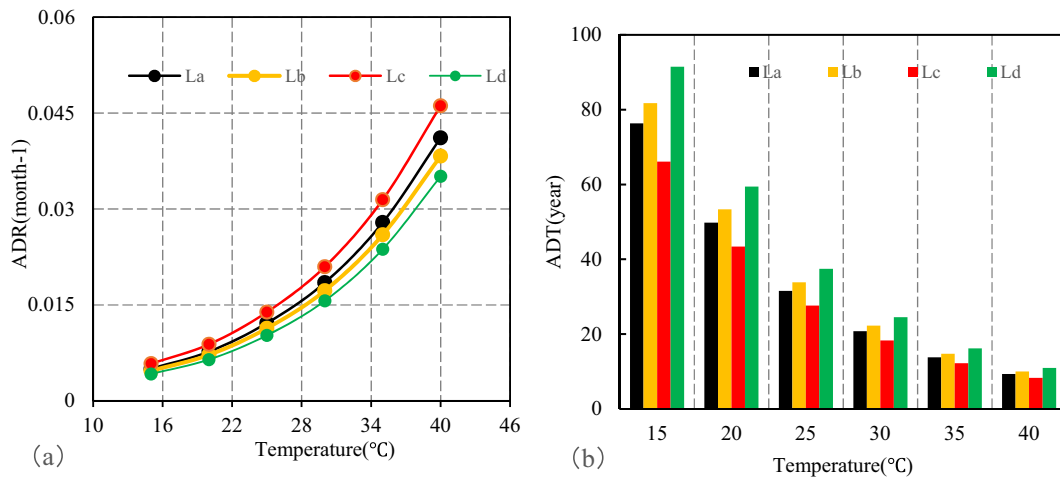 0.06
0.045
0.03
0.015
0
ADR(month-1)
La Lb Lc Ld
10 16 22 28 34 40 46
Temperature(℃)
（a）
100
80
60
40
20
0
ADT(year)
La Lb Lc Ld
15 20 25 30 35 40
Temperature(℃)
（b）